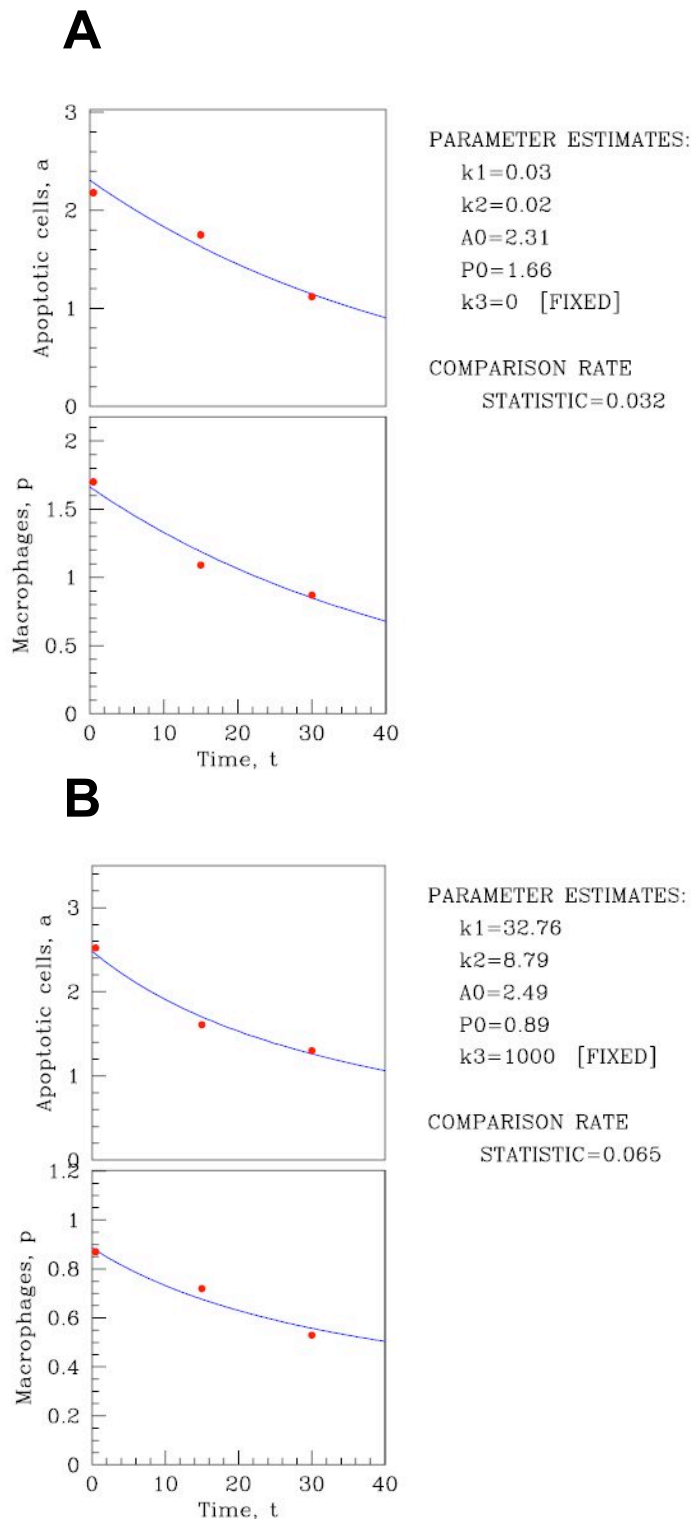 A
3
2
1
0
Apoptotic cells, a
PARAMETER ESTIMATES:
k1=0.03
k2=0.02
A0=2.31
P0=1.66
k3=0 [FIXED]
COMPARISON RATE
STATISTIC=0.032
2
1.5
1
0.5
0
Macrophages, p
0 10 20 30 40
Time, t
B
3
2
1
0
Apoptotic cells, a
PARAMETER ESTIMATES:
k1=32.76
k2=8.79
A0=2.49
P0=0.89
k3=1000 [FIXED]
COMPARISON RATE
STATISTIC=0.065
1.2
1
0.8
0.6
0.4
0.2
0
Macrophages, p
0 10 20 30 40
Time, t